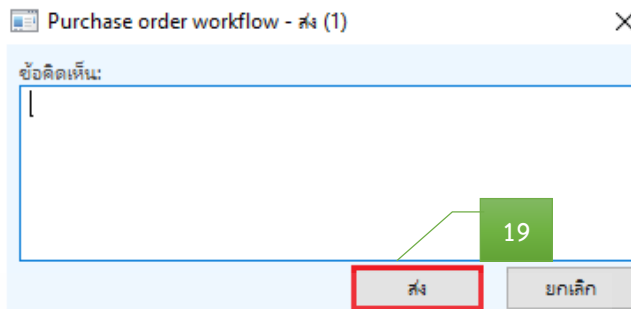 Purchase order workflow - ส่ง (1)
ข้อคิดเห็น:
19
ส่ง
ยกเลิก